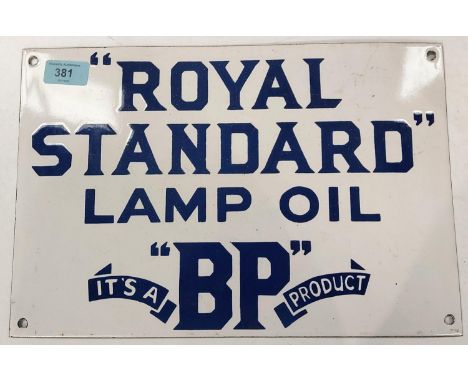 381
"ROYAL
STANDARD"
LAMP OIL
IT'S A "BP" PRODUCT